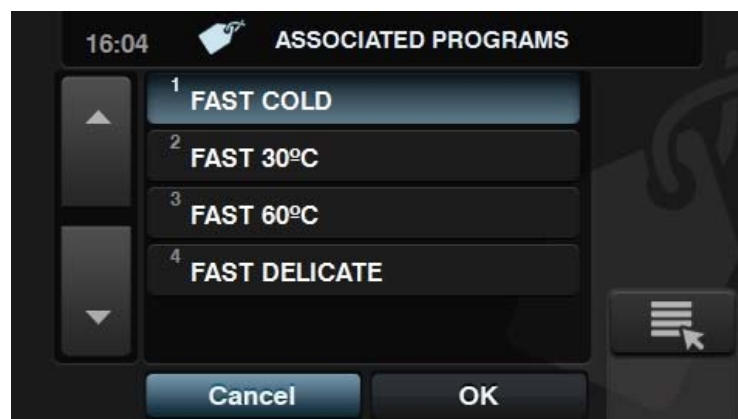 16:04 ASSOCIATED PROGRAMS
1 FAST COLD
2 FAST 30ºC
3 FAST 60ºC
4 FAST DELICATE
Cancel OK